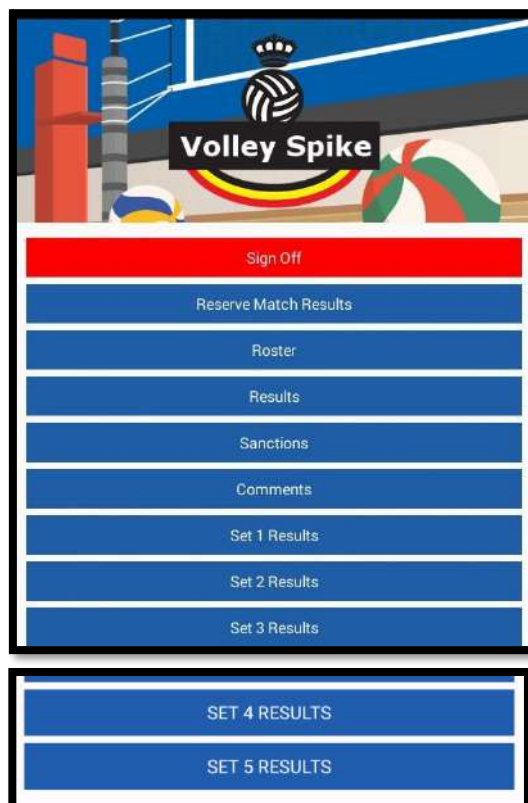 Volley Spike
Sign Off
Reserve Match Results
Roster
Results
Sanctions
Comments
Set 1 Results
Set 2 Results
Set 3 Results
SET 4 RESULTS
SET 5 RESULTS